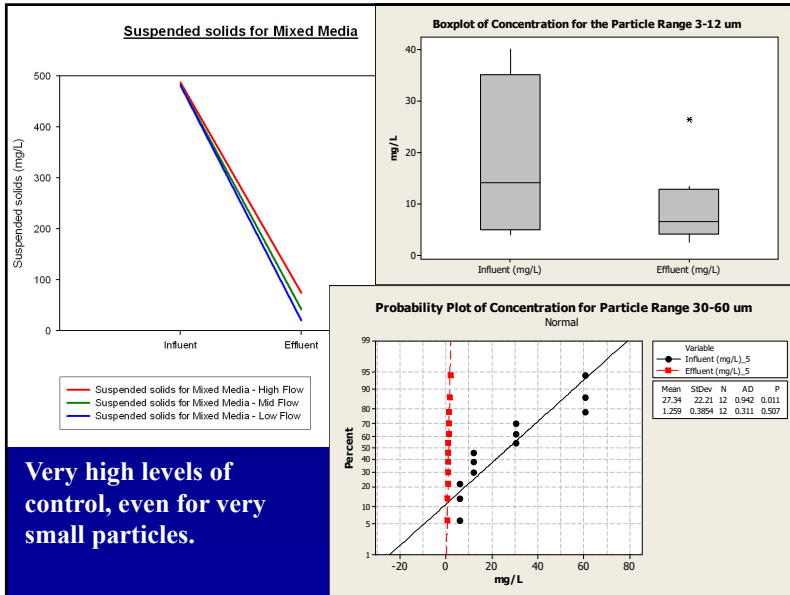 Suspended solids for Mixed Media
Suspended solids (mg/L)
500
400
300
200
100
0
Influent
Effluent
Suspended solids for Mixed Media - High Flow
Suspended solids for Mixed Media - Mid Flow
Suspended solids for Mixed Media - Low Flow
Boxplot of Concentration for the Particle Range 3-12 um
mg/L
40
30
20
10
0
Influent (mg/L)
Effluent (mg/L)
Probability Plot of Concentration for Particle Range 30-60 um
Normal
Percent
99
95
90
80
70
60
50
40
30
20
10
5
1
-20 0 20 40 60 80
mg/L
Variable
Influent (mg/L)_5
Effluent (mg/L)_5
Mean StDev N AD P
27.34 22.21 12 0.942 0.011
1.259 0.3854 12 0.311 0.507
Very high levels of
control, even for very
small particles.